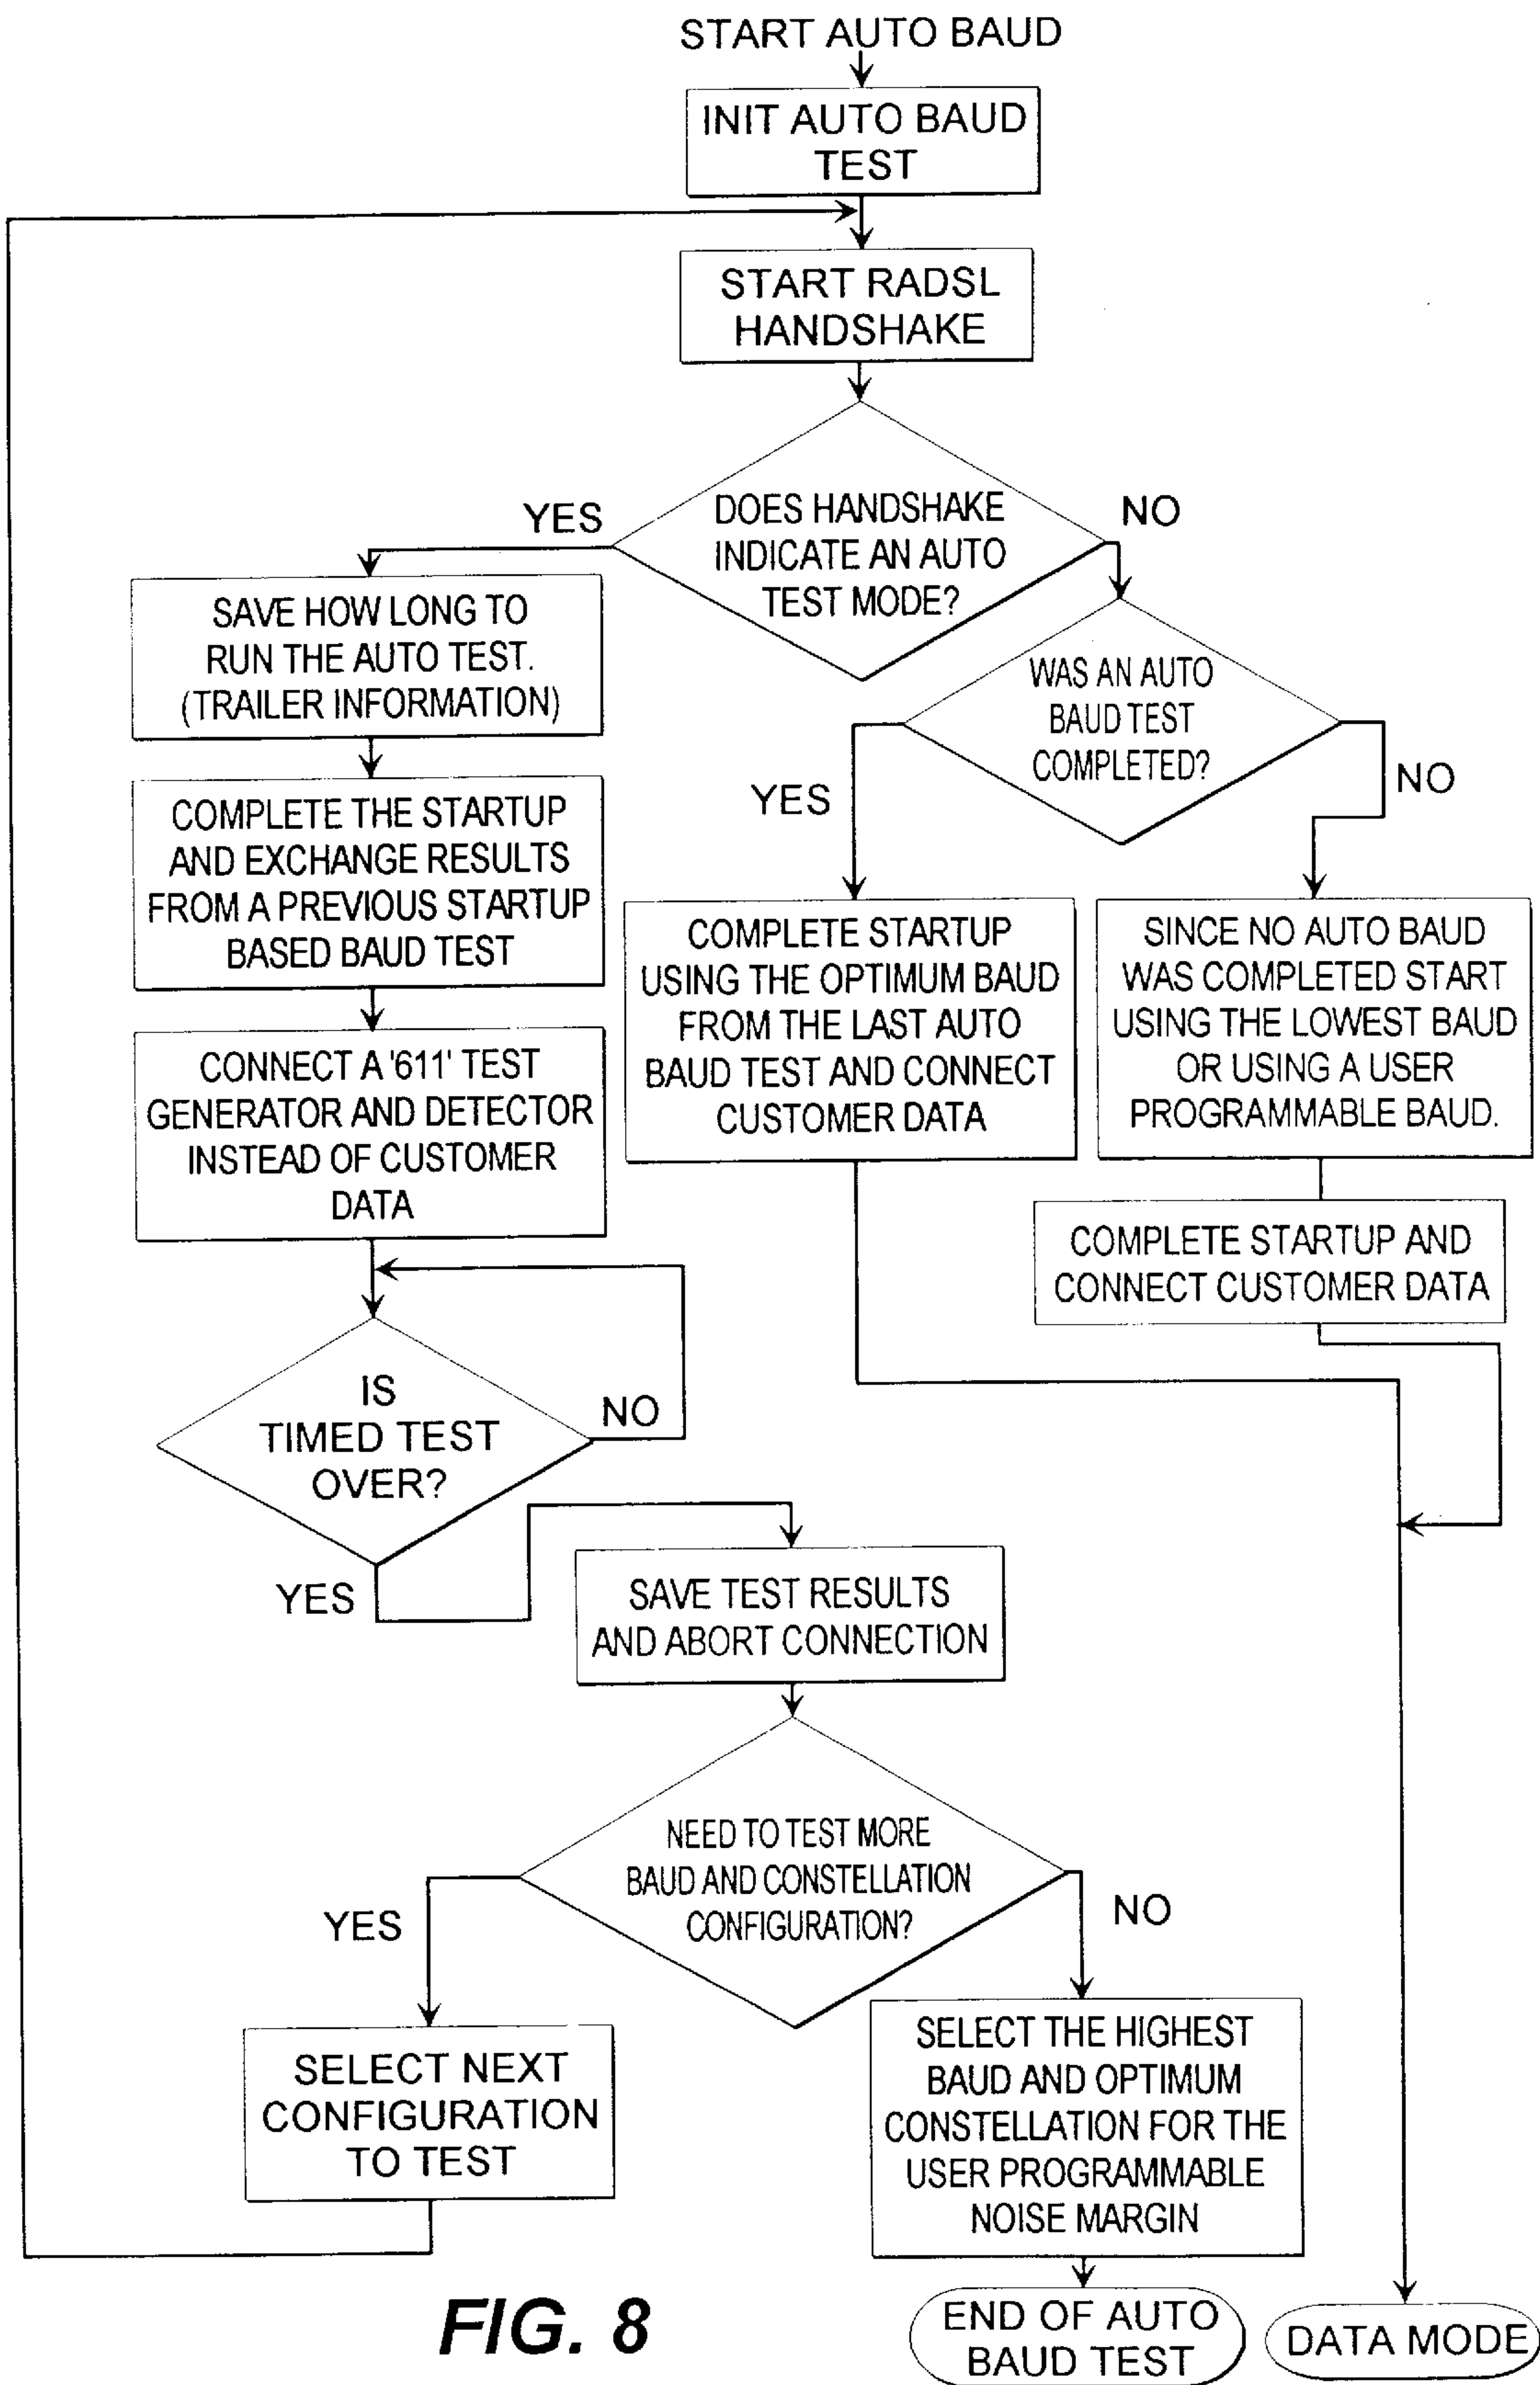 START AUTO BAUD
INIT AUTO BAUD
TEST
START RADSL
HANDSHAKE
DOES HANDSHAKE
INDICATE AN AUTO
TEST MODE?
YES
NO
SAVE HOW LONG TO
RUN THE AUTO TEST.
(TRAILER INFORMATION)
WAS AN AUTO
BAUD TEST
COMPLETED?
YES
NO
COMPLETE THE STARTUP
AND EXCHANGE RESULTS
FROM A PREVIOUS STARTUP
BASED BAUD TEST
COMPLETE STARTUP
USING THE OPTIMUM BAUD
FROM THE LAST AUTO
BAUD TEST AND CONNECT
CUSTOMER DATA
SINCE NO AUTO BAUD
WAS COMPLETED START
USING THE LOWEST BAUD
OR USING A USER
PROGRAMMABLE BAUD.
CONNECT A '611' TEST
GENERATOR AND DETECTOR
INSTEAD OF CUSTOMER
DATA
COMPLETE STARTUP AND
CONNECT CUSTOMER DATA
IS
TIMED TEST
OVER?
NO
YES
SAVE TEST RESULTS
AND ABORT CONNECTION
NEED TO TEST MORE
BAUD AND CONSTELLATION
CONFIGURATION?
YES
NO
SELECT NEXT
CONFIGURATION
TO TEST
SELECT THE HIGHEST
BAUD AND OPTIMUM
CONSTELLATION FOR THE
USER PROGRAMMABLE
NOISE MARGIN
END OF AUTO
BAUD TEST
DATA MODE
FIG. 8